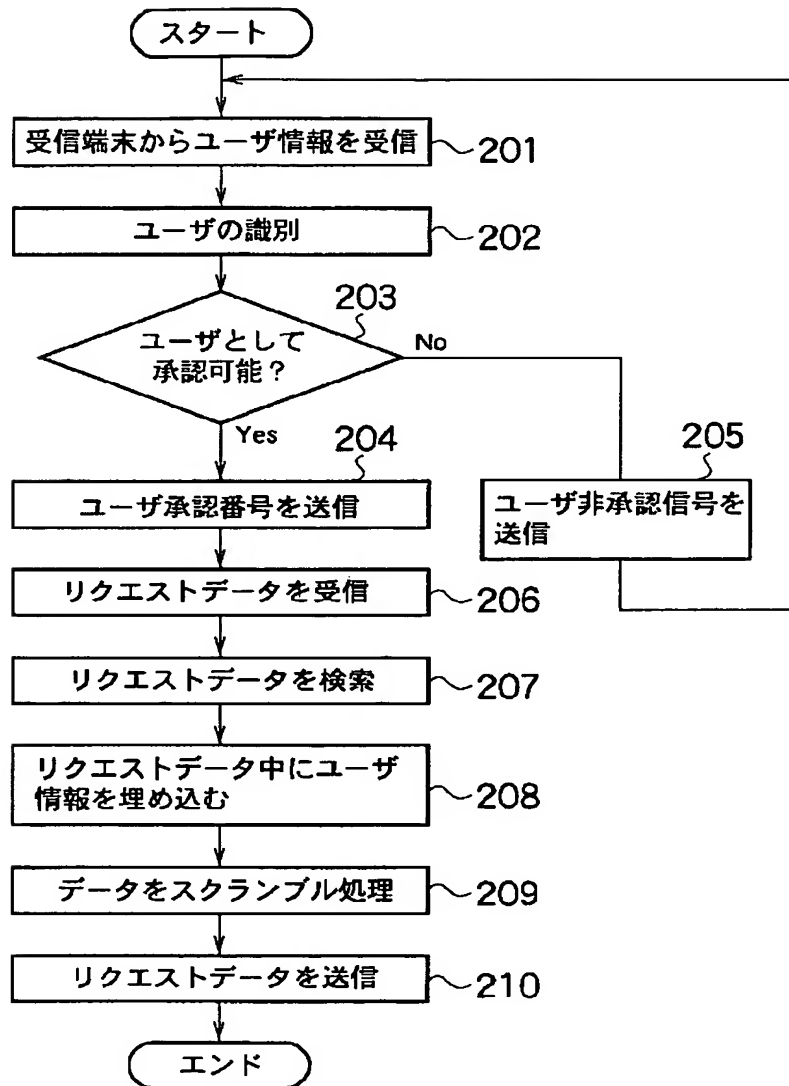 スタート
受信端末からユーザ情報を受信
201
ユーザの識別
202
203
ユーザとして
承認可能？
No
Yes
204
ユーザ承認番号を送信
205
ユーザ非承認信号を
送信
リクエストデータを受信
206
リクエストデータを検索
207
リクエストデータ中にユーザ
情報を埋め込む
208
データをスクランブル処理
209
リクエストデータを送信
210
エンド